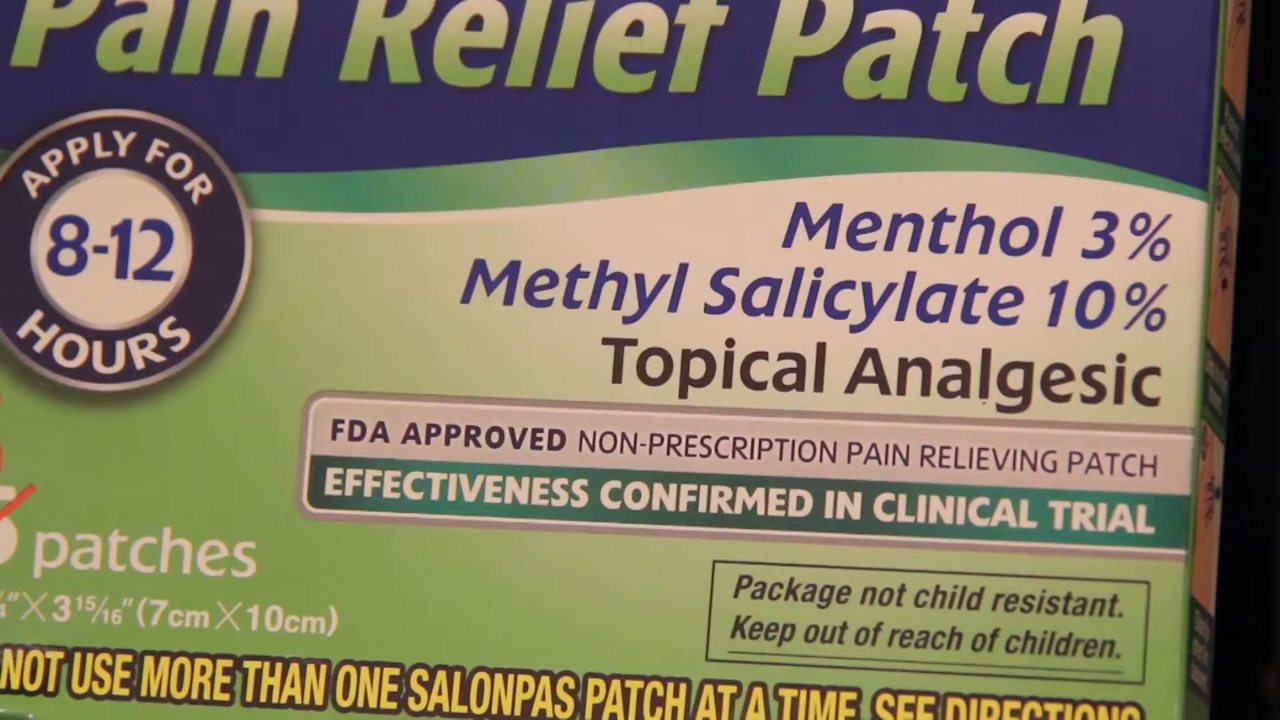 Pain Relief Patch
APPLY FOR
8-12
HOURS
Menthol 3%
Methyl Salicylate 10%
Topical Analgesic
FDA APPROVED NON-PRESCRIPTION PAIN RELIEVING PATCH
EFFECTIVENESS CONFIRMED IN CLINICAL TRIAL
patches
X 3 15/16" (7cm X 10cm)
Package not child resistant.
Keep out of reach of children.
NOT USE MORE THAN ONE SALONPAS PATCH AT A TIME. SEE DIRECTIONS